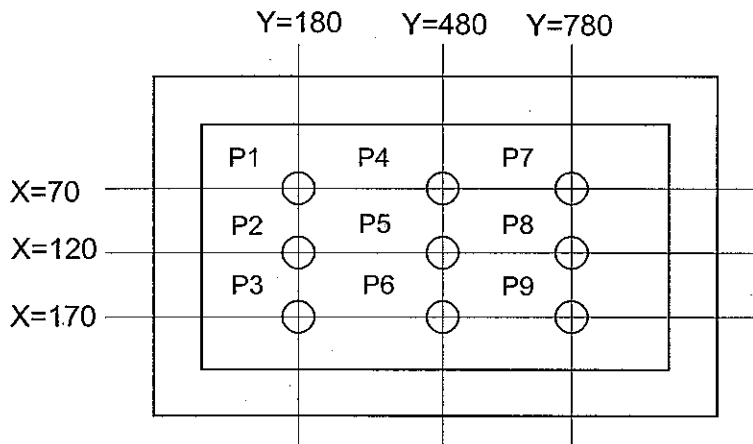 Y=180 Y=480 Y=780
P1 P4 P7
X=70
P2 P5 P8
X=120
P3 P6 P9
X=170